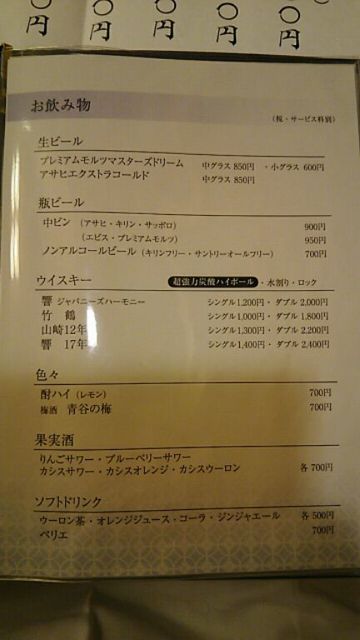 〇円 〇円 〇円 〇円 〇円
お飲み物
（税・サービス料別）
生ビール
プレミアムモルツマスターズドリーム 中グラス 850円 ・小グラス 600円
アサヒエクストラコールド 中グラス 850円
瓶ビール
中ビン （アサヒ・キリン・サッポロ） 900円
（エビス・プレミアムモルツ） 950円
ノンアルコールビール （キリンフリー・サントリーオールフリー） 700円
ウイスキー 超強力炭酸ハイボール ・水割り・ロック
響 ジャパニーズハーモニー シングル1,200円・ ダブル 2,000円
竹 鶴 シングル1,000円・ ダブル 1,800円
山崎12年 シングル1,300円・ ダブル 2,200円
響 17年 シングル1,400円・ ダブル 2,400円
色々
酎ハイ（レモン） 700円
梅酒 青谷の梅 700円
果実酒
りんごサワー・ブルーベリーサワー
カシスサワー・カシスオレンジ・カシスウーロン 各 700円
ソフトドリンク
ウーロン茶・オレンジジュース・コーラ・ジンジャエール 各 500円
ペリエ 700円